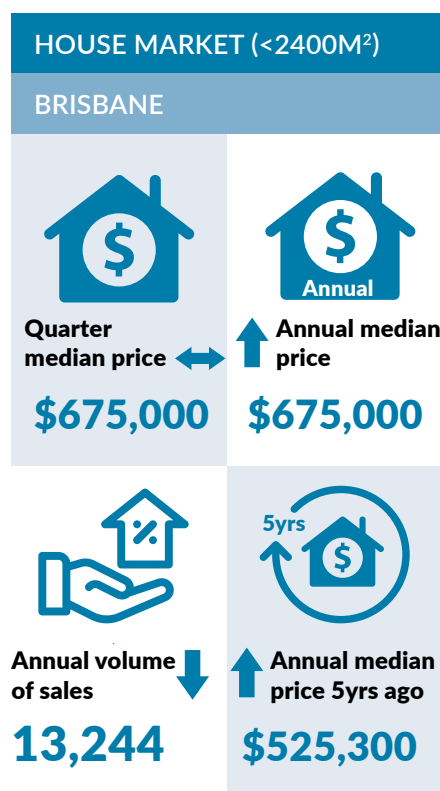 HOUSE MARKET (<2400M²)
BRISBANE
$
Quarter
median price
$675,000
$
Annual
Annual median
price
$675,000
%
Annual volume
of sales
13,244
5yrs
$
Annual median
price 5yrs ago
$525,300